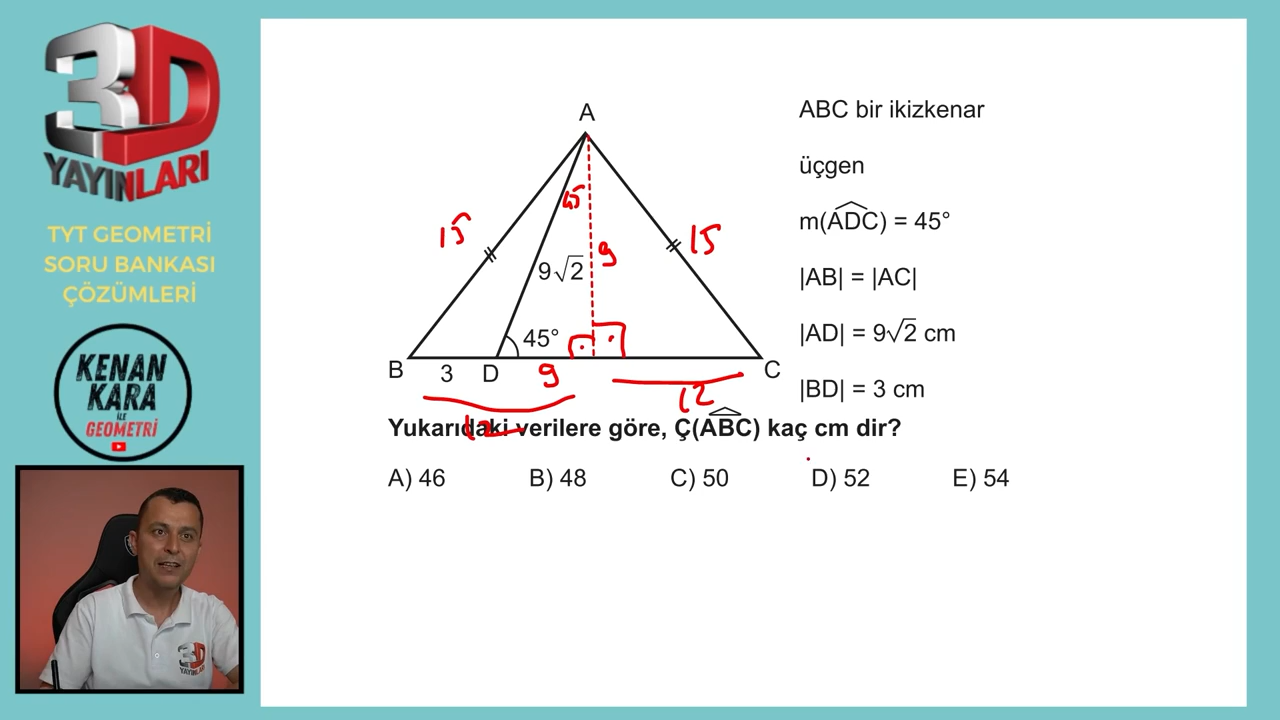 3D
YAYINLARI
TYT GEOMETRİ
SORU BANKASI
ÇÖZÜMLERİ
KENAN
KARA
İLE
GEOMETRİ
3D
YAYINLARI
A
45
15
15
9√2
9
45°
B
3
D
9
C
12
12
ABC bir ikizkenar
üçgen
m(ADC) = 45°
|AB| = |AC|
|AD| = 9√2 cm
|BD| = 3 cm
Yukarıdaki verilere göre, Ç(ABC) kaç cm dir?
A) 46 B) 48 C) 50 D) 52 E) 54